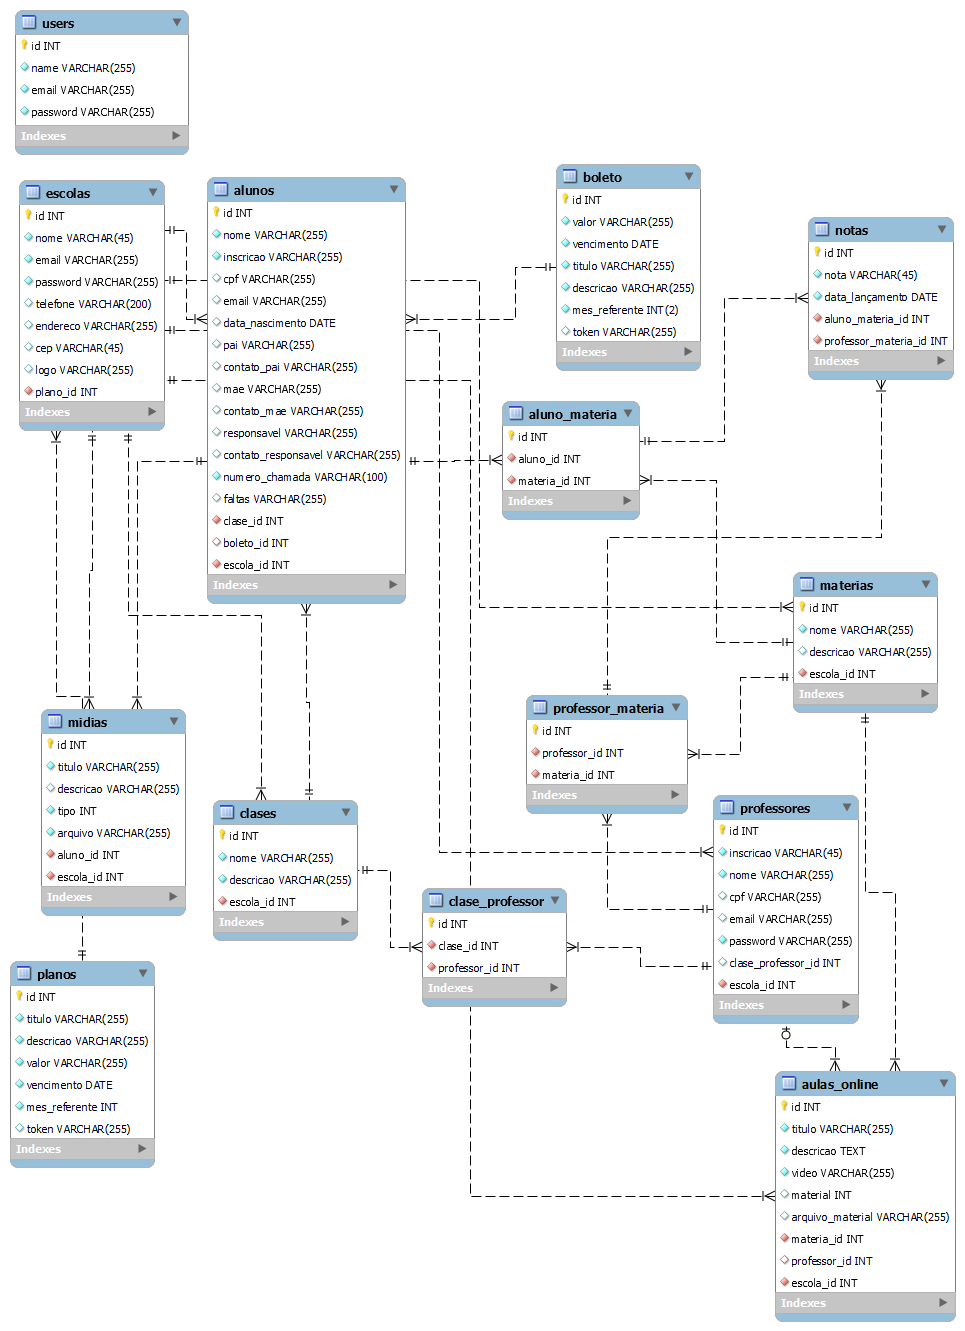 users
id INT
name VARCHAR(255)
email VARCHAR(255)
password VARCHAR(255)
Indexes
escolas
id INT
nome VARCHAR(45)
email VARCHAR(255)
password VARCHAR(255)
telefone VARCHAR(200)
endereco VARCHAR(255)
cep VARCHAR(45)
logo VARCHAR(255)
plano_id INT
Indexes
alunos
id INT
nome VARCHAR(255)
inscricao VARCHAR(255)
cpf VARCHAR(255)
email VARCHAR(255)
data_nascimento DATE
pai VARCHAR(255)
contato_pai VARCHAR(255)
mae VARCHAR(255)
contato_mae VARCHAR(255)
responsavel VARCHAR(255)
contato_responsavel VARCHAR(255)
numero_chamada VARCHAR(100)
faltas VARCHAR(255)
clase_id INT
boleto_id INT
escola_id INT
Indexes
boleto
id INT
valor VARCHAR(255)
vencimento DATE
titulo VARCHAR(255)
descricao VARCHAR(255)
mes_referente INT(2)
token VARCHAR(255)
Indexes
notas
id INT
nota VARCHAR(45)
data_lançamento DATE
aluno_materia_id INT
professor_materia_id INT
Indexes
aluno_materia
id INT
aluno_id INT
materia_id INT
Indexes
materias
id INT
nome VARCHAR(255)
descricao VARCHAR(255)
escola_id INT
Indexes
professor_materia
id INT
professor_id INT
materia_id INT
Indexes
midias
id INT
titulo VARCHAR(255)
descricao VARCHAR(255)
tipo INT
arquivo VARCHAR(255)
aluno_id INT
escola_id INT
Indexes
clases
id INT
nome VARCHAR(255)
descricao VARCHAR(255)
escola_id INT
Indexes
professores
id INT
inscricao VARCHAR(45)
nome VARCHAR(255)
cpf VARCHAR(255)
email VARCHAR(255)
password VARCHAR(255)
clase_professor_id INT
escola_id INT
Indexes
clase_professor
id INT
clase_id INT
professor_id INT
Indexes
planos
id INT
titulo VARCHAR(255)
descricao VARCHAR(255)
valor VARCHAR(255)
vencimento DATE
mes_referente INT
token VARCHAR(255)
Indexes
aulas_online
id INT
titulo VARCHAR(255)
descricao TEXT
video VARCHAR(255)
material INT
arquivo_material VARCHAR(255)
materia_id INT
professor_id INT
escola_id INT
Indexes